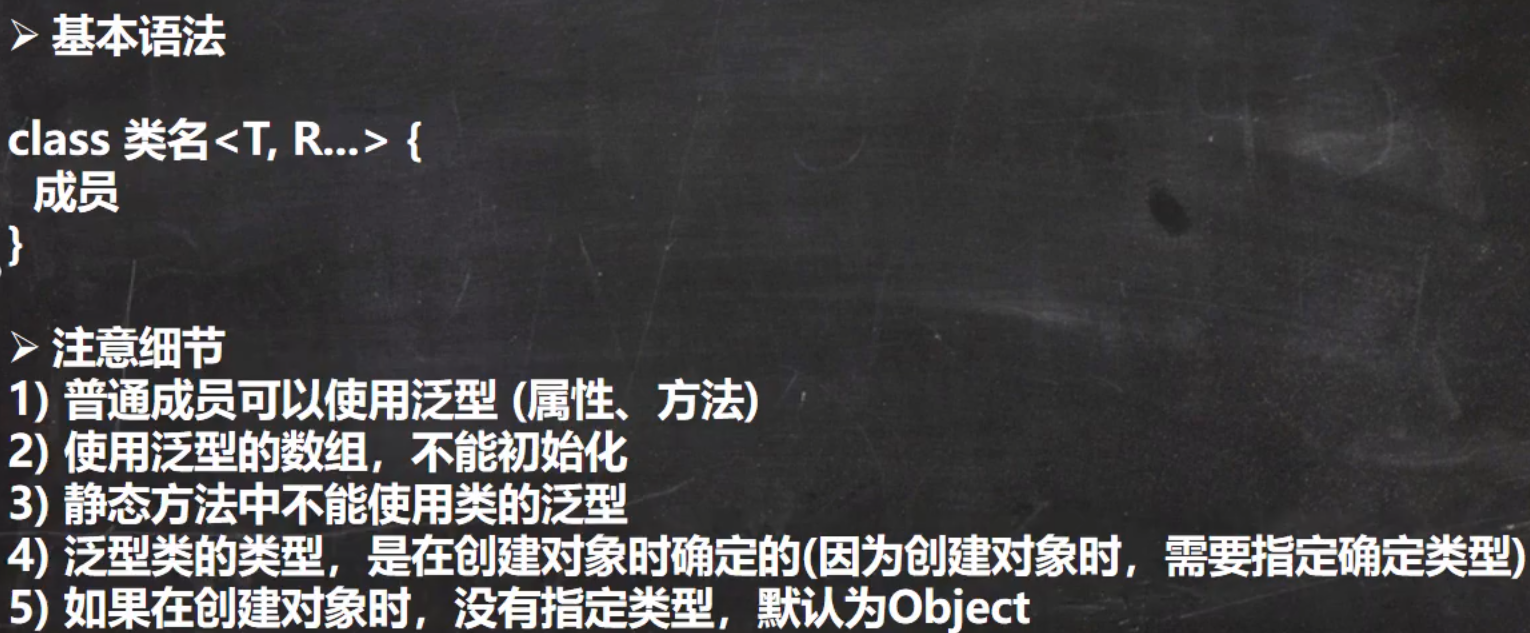 ➢ 基本语法
class 类名<T, R...> {
成员
}
➢ 注意细节
1) 普通成员可以使用泛型 (属性、方法)
2) 使用泛型的数组，不能初始化
3) 静态方法中不能使用类的泛型
4) 泛型类的类型，是在创建对象时确定的(因为创建对象时，需要指定确定类型)
5) 如果在创建对象时，没有指定类型，默认为Object